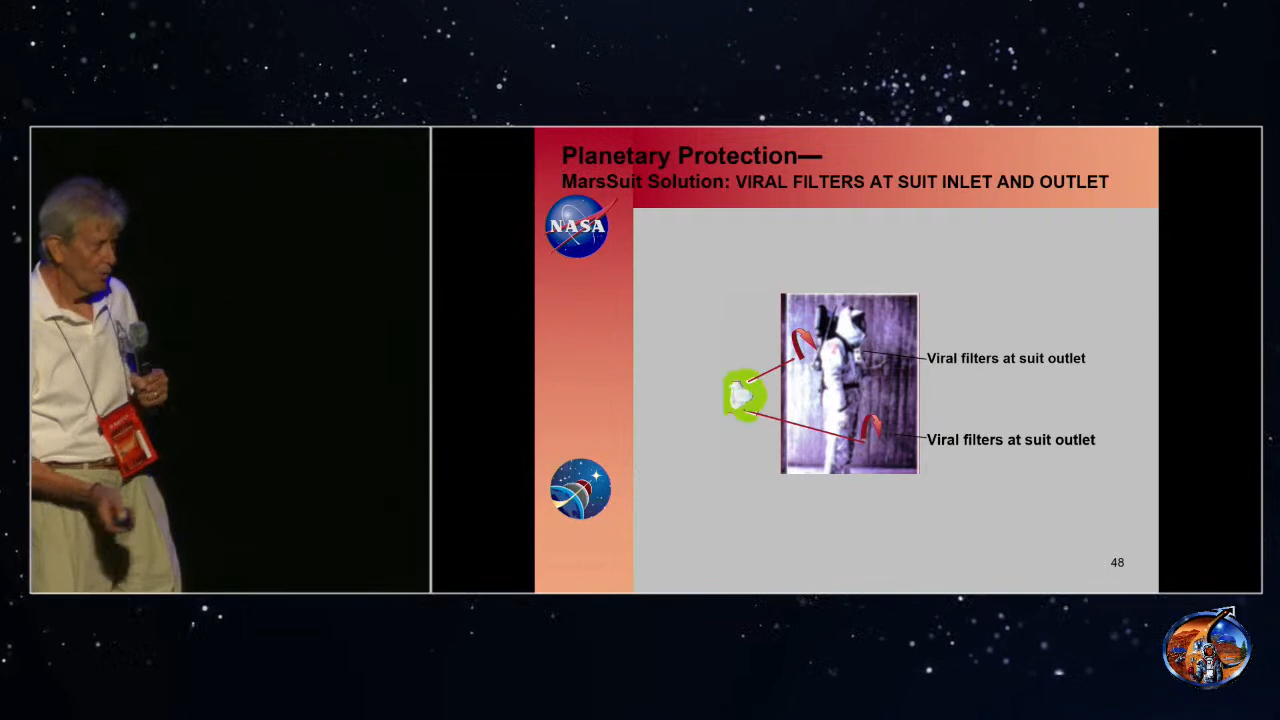 Planetary Protection—
MarsSuit Solution: VIRAL FILTERS AT SUIT INLET AND OUTLET
NASA
Viral filters at suit outlet
Viral filters at suit outlet
48